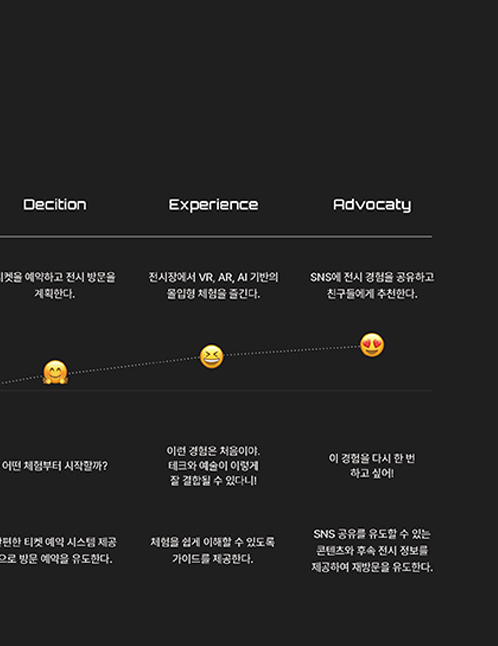 Decition
Experience
Advocaty
티켓을 예약하고 전시 방문을
계획한다.
전시장에서 VR, AR, AI 기반의
몰입형 체험을 즐긴다.
SNS에 전시 경험을 공유하고
친구들에게 추천한다.
어떤 체험부터 시작할까?
이런 경험은 처음이야.
테크와 예술이 이렇게
잘 결합될 수 있다니!
이 경험을 다시 한 번
하고 싶어!
간편한 티켓 예약 시스템 제공
으로 방문 예약을 유도한다.
체험을 쉽게 이해할 수 있도록
가이드를 제공한다.
SNS 공유를 유도할 수 있는
콘텐츠와 후속 전시 정보를
제공하여 재방문을 유도한다.